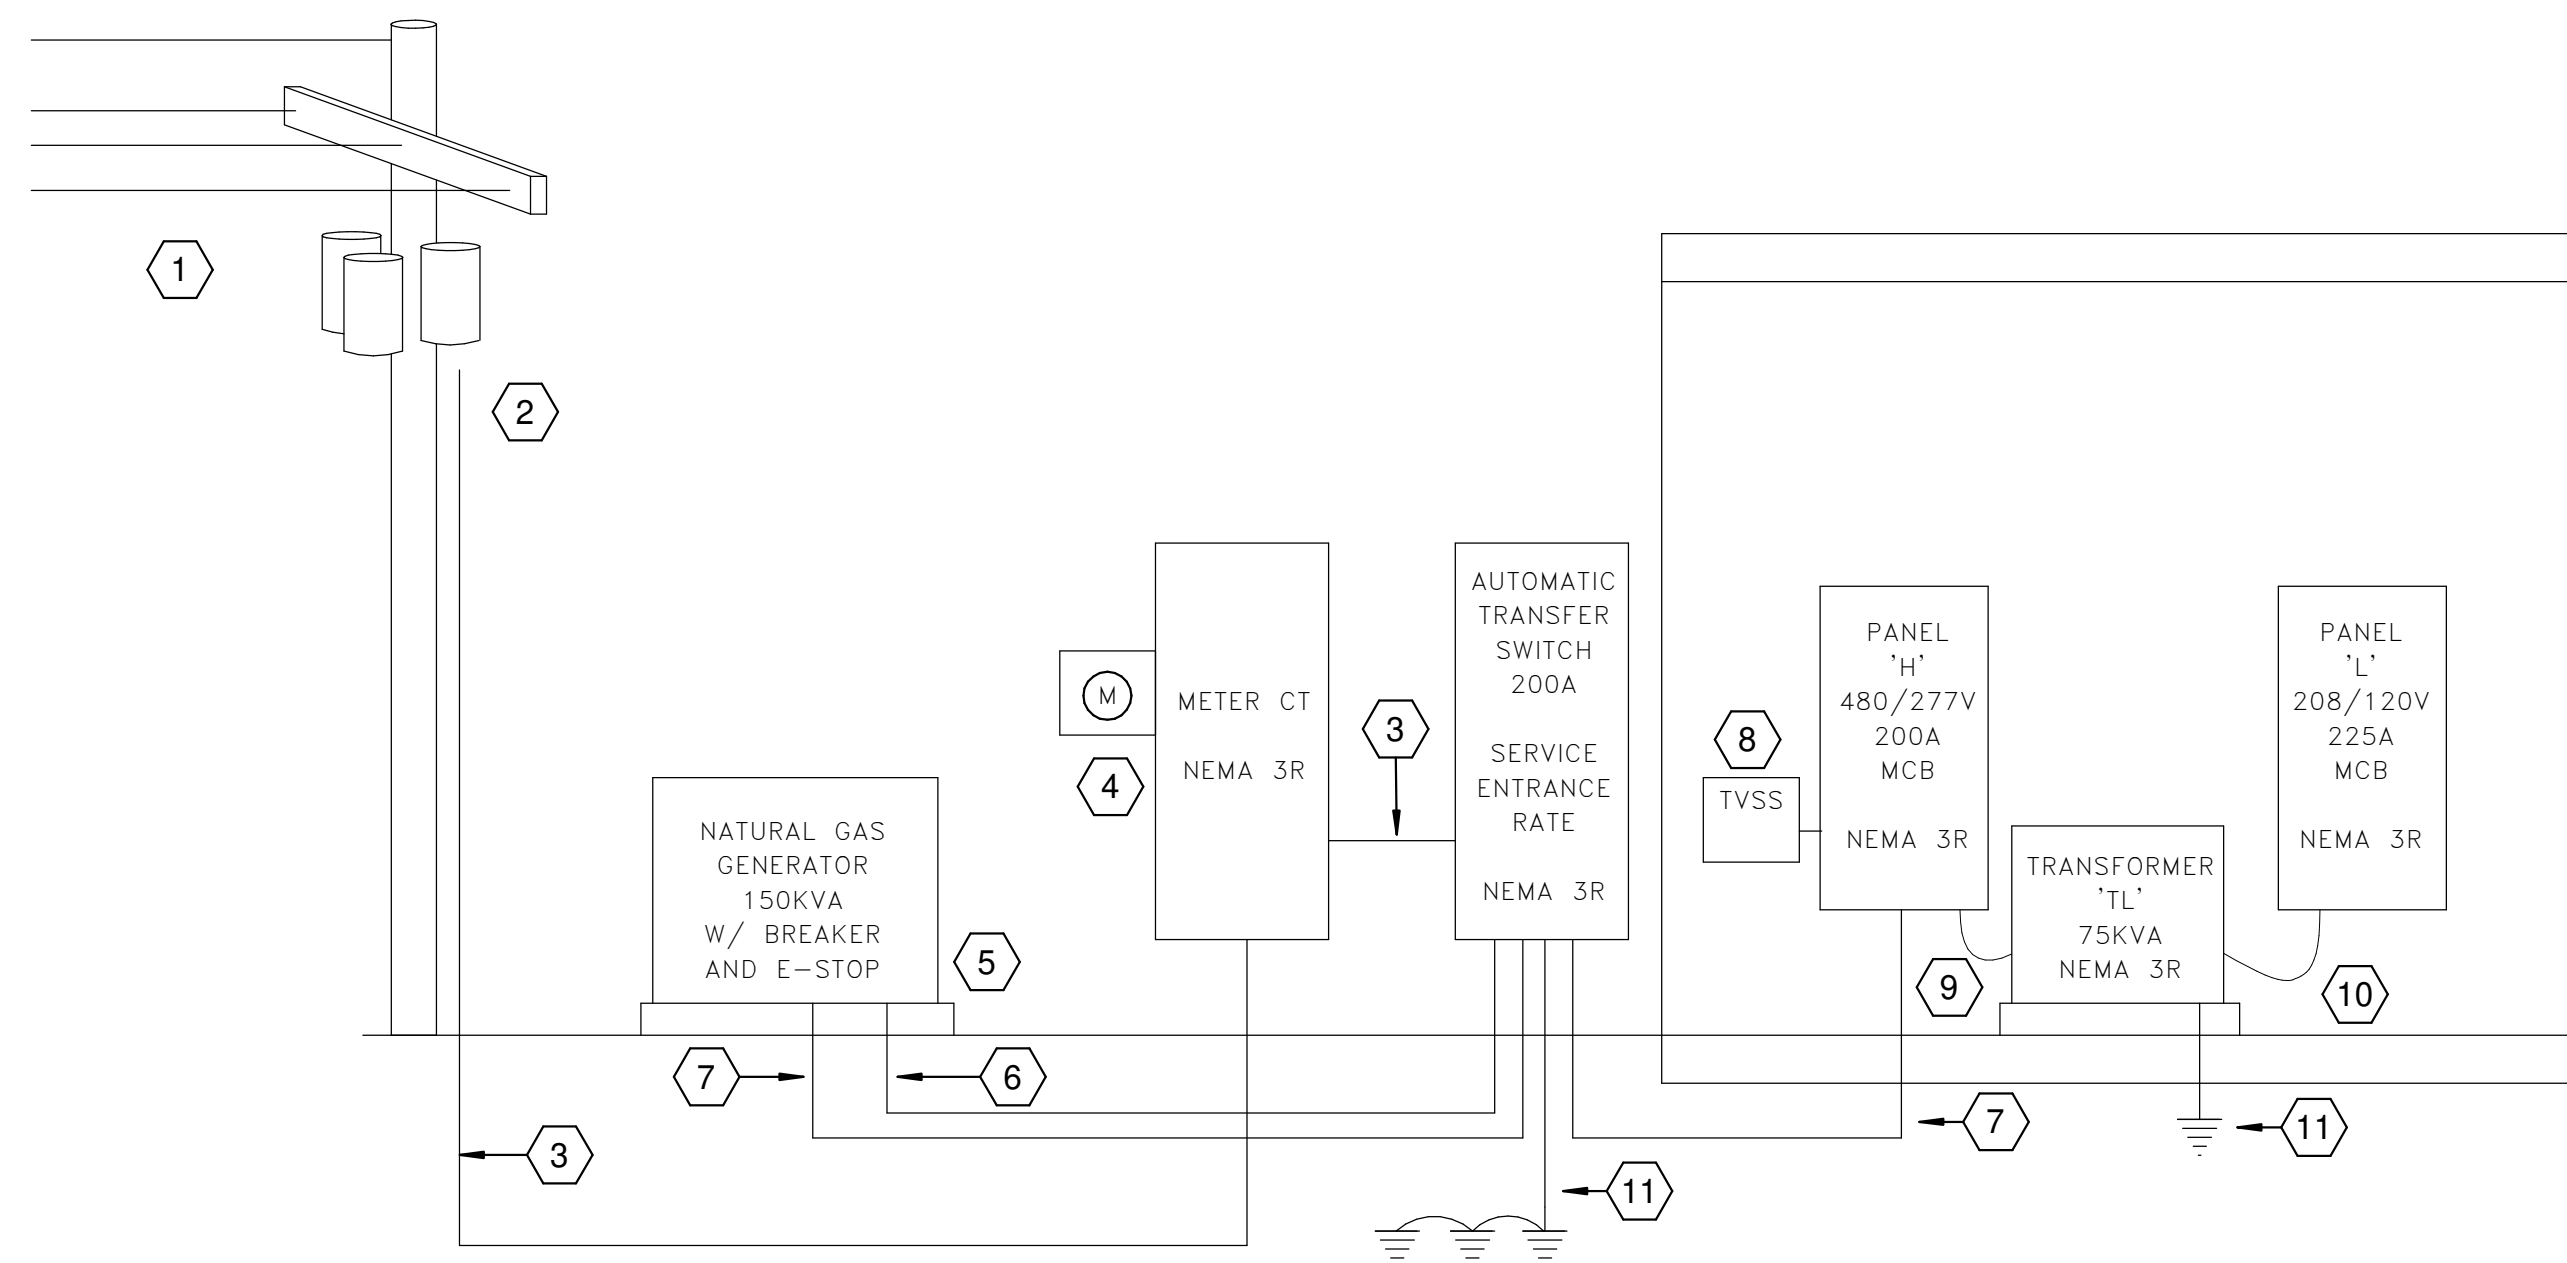 1
2
NATURAL GAS
GENERATOR
150KVA
W/ BREAKER
AND E-STOP
5
7
6
3
M
4
METER CT
NEMA 3R
3
AUTOMATIC
TRANSFER
SWITCH
200A
SERVICE
ENTRANCE
RATE
NEMA 3R
11
8
TVSS
PANEL
'H'
480/277V
200A
MCB
NEMA 3R
9
7
TRANSFORMER
'TL'
75KVA
NEMA 3R
11
PANEL
'L'
208/120V
225A
MCB
NEMA 3R
10